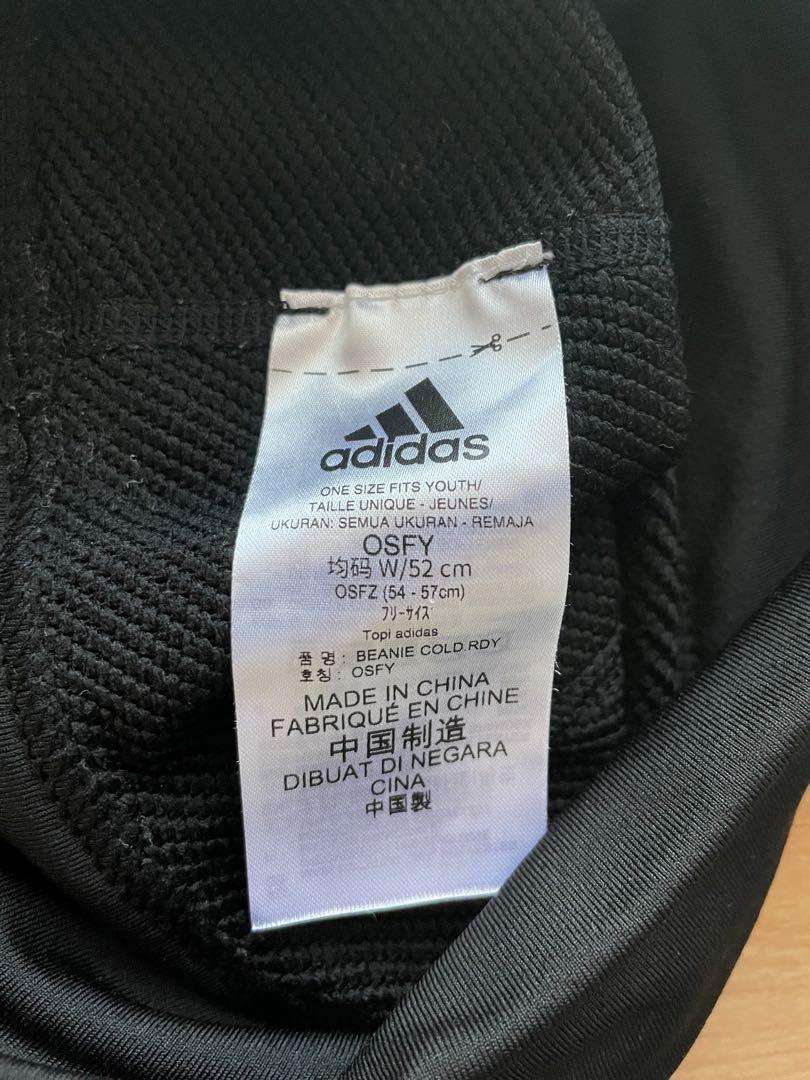 adidas
ONE SIZE FITS YOUTH/
TAILLE UNIQUE - JEUNES/
UKURAN: SEMUA UKURAN - REMAJA
OSFY
均码 W/52 cm
OSFZ (54 - 57cm)
フリーサイズ
Topi adidas
품 명 : BEANIE COLD.RDY
호칭 : OSFY
MADE IN CHINA
FABRIQUÉ EN CHINE
中国制造
DIBUAT DI NEGARA
CINA
中国製